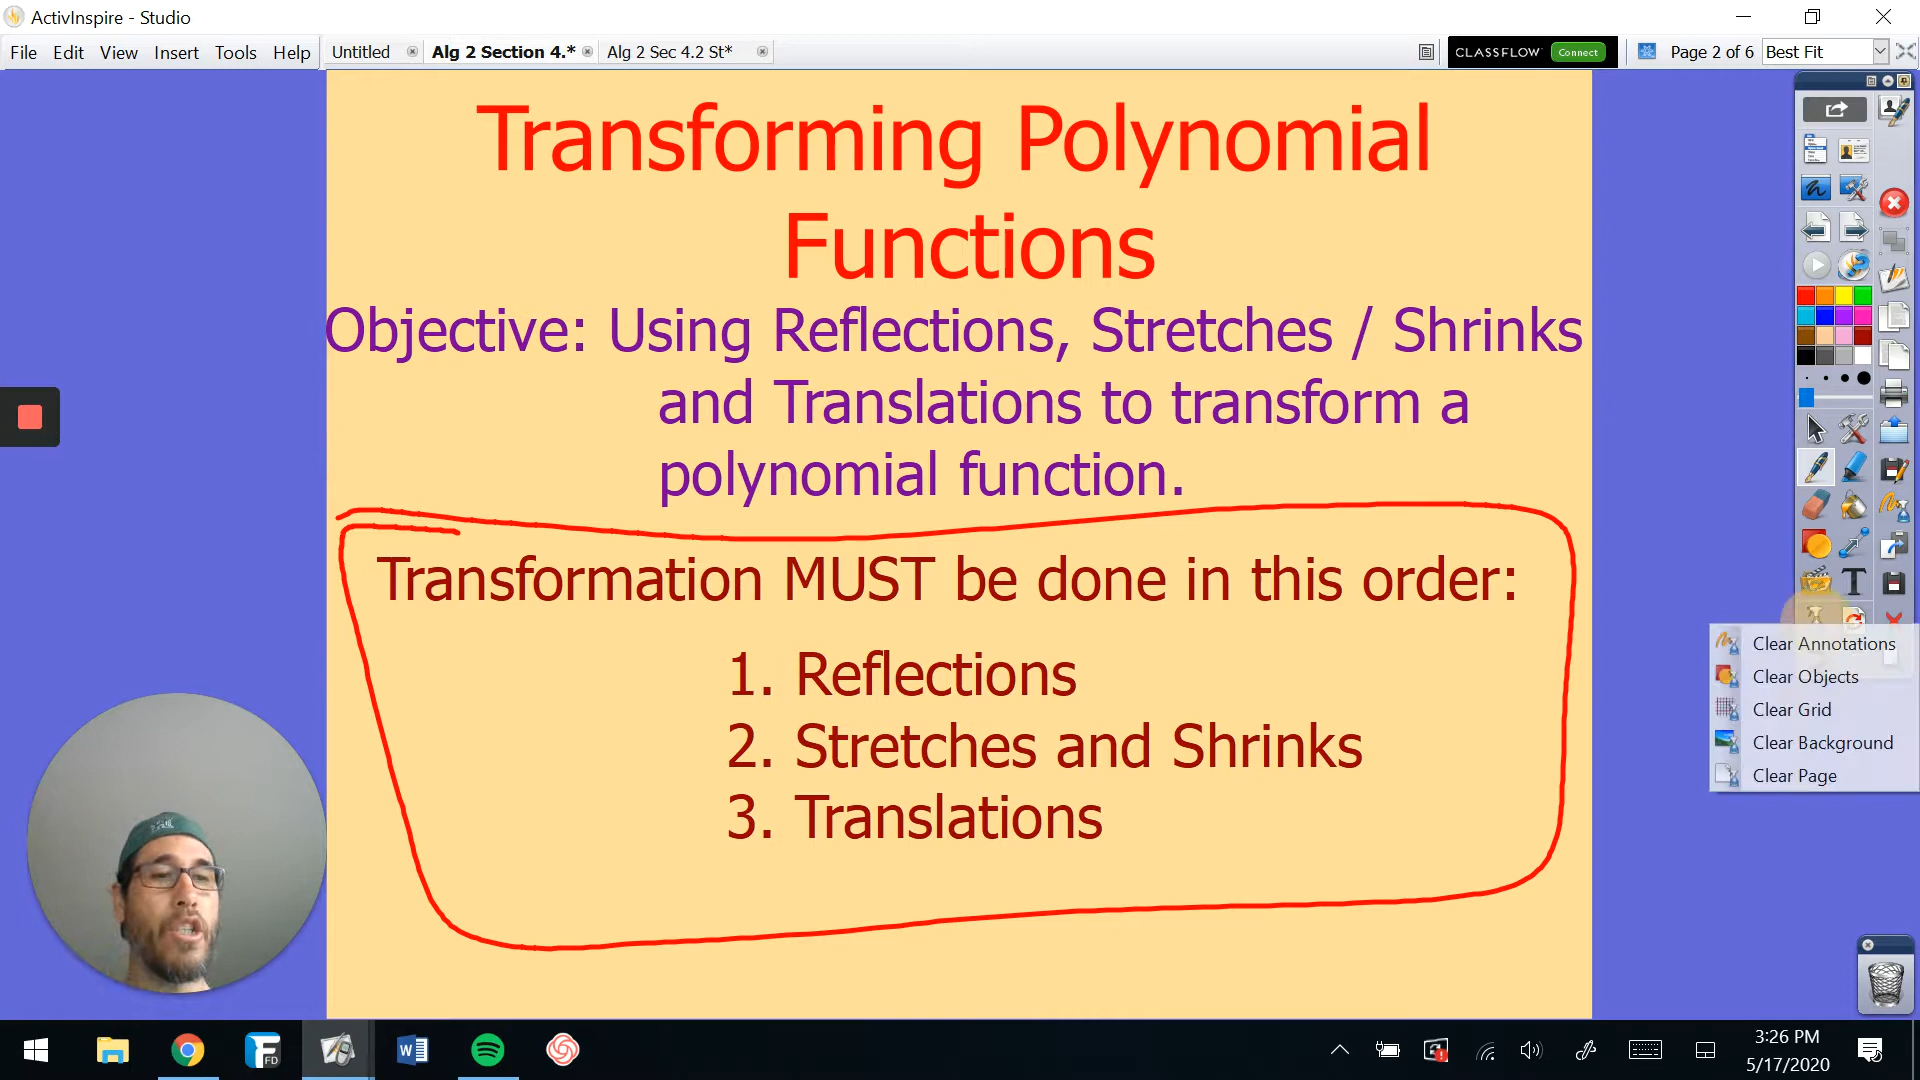 ActivInspire - Studio
File Edit View Insert Tools Help
Untitled
Alg 2 Section 4.*
Alg 2 Sec 4.2 St*
CLASSFLOW Connect
Page 2 of 6
Best Fit
Transforming Polynomial
Functions
Objective: Using Reflections, Stretches / Shrinks
and Translations to transform a
polynomial function.
Transformation MUST be done in this order:
1. Reflections
2. Stretches and Shrinks
3. Translations
Clear Annotations
Clear Objects
Clear Grid
Clear Background
Clear Page
3:26 PM
5/17/2020